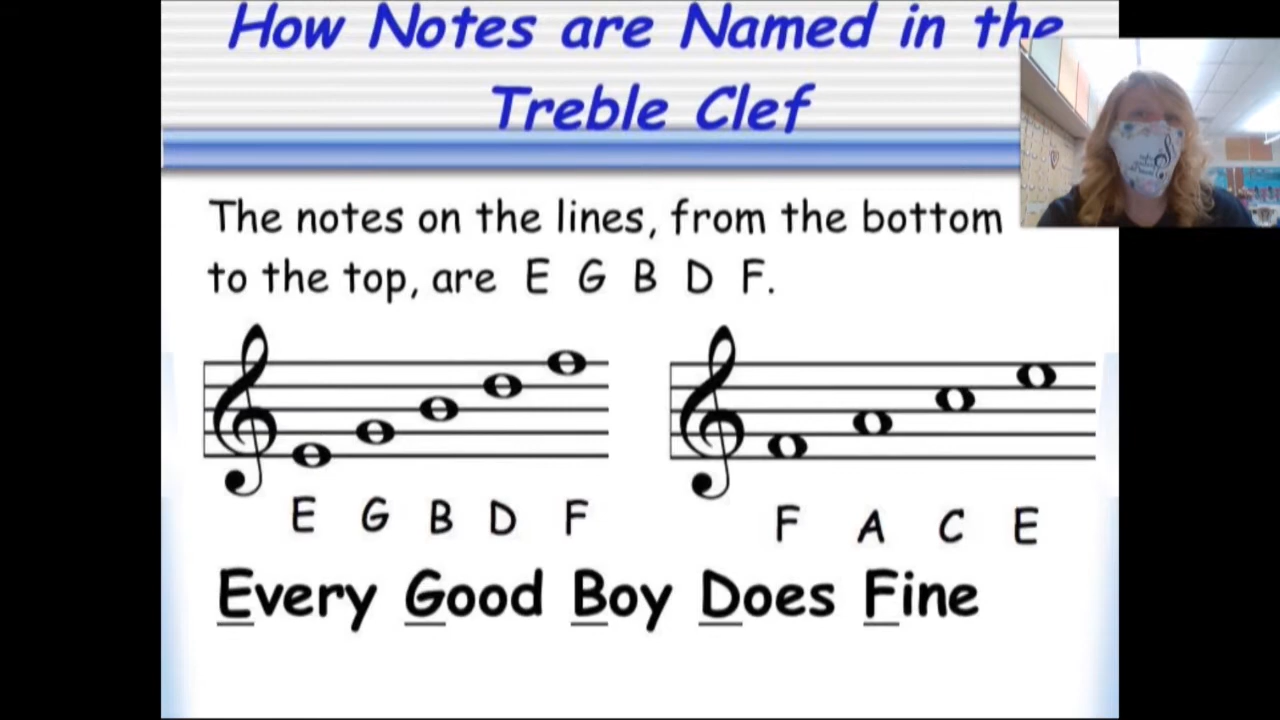 How Notes are Named in the
Treble Clef
The notes on the lines, from the bottom
to the top, are E G B D F.
E G B D F
F A C E
Every Good Boy Does Fine